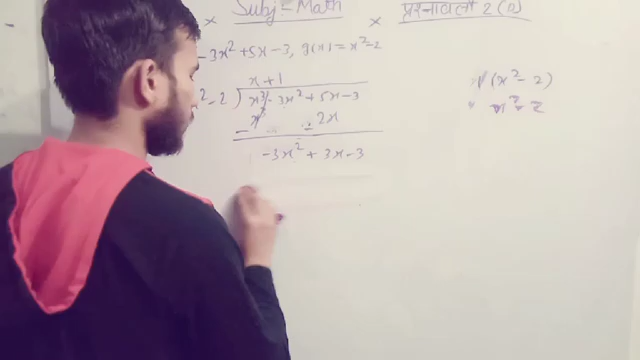 × Subj = Math × प्रश्नावली 2 (a)
- 3x² + 5x - 3, g(x) = x² - 2
x + 1
x² - 2 ) x³ - 3x² + 5x - 3
- x³ - 2x
-3x² + 3x - 3
(x² - 2)
x² - 2